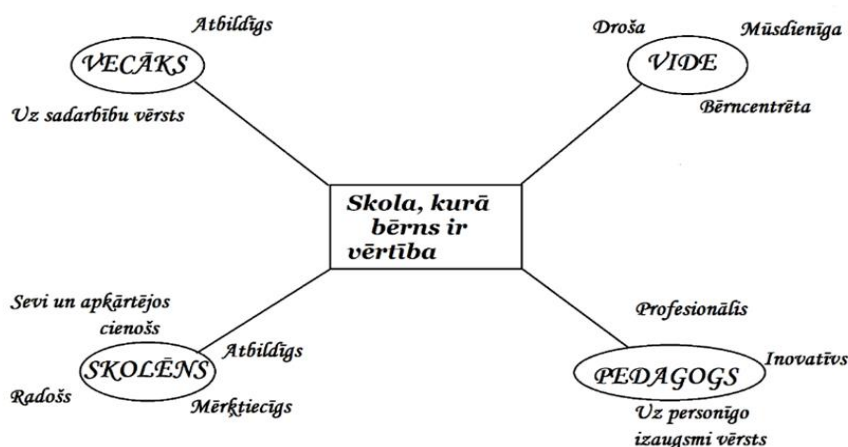 Atbildīgs
VECĀKS
Uz sadarbību vērsts
Droša
Mūsdienīga
VIDE
Bērncentrēta
Skola, kurā
bērns ir
vērtība
Sevi un apkārtējos
cienošs
SKOLĒNS
Atbildīgs
Radošs
Mērķtiecīgs
Profesionālis
PEDAGOGS
Inovatīvs
Uz personīgo
izaugsmi vērsts